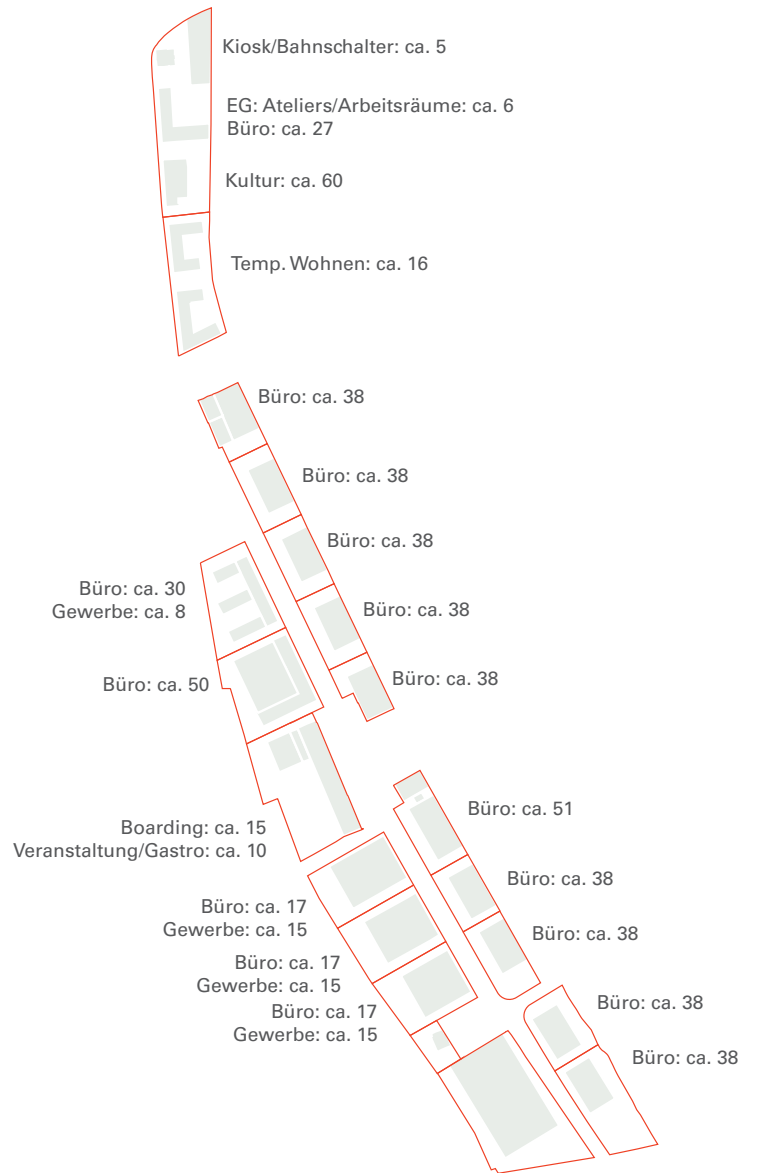 Kiosk/Bahnschalter: ca. 5
EG: Ateliers/Arbeitsräume: ca. 6
Büro: ca. 27
Kultur: ca. 60
Temp. Wohnen: ca. 16
Büro: ca. 38
Büro: ca. 38
Büro: ca. 38
Büro: ca. 30
Gewerbe: ca. 8
Büro: ca. 38
Büro: ca. 50
Büro: ca. 38
Büro: ca. 51
Boarding: ca. 15
Veranstaltung/Gastro: ca. 10
Büro: ca. 38
Büro: ca. 17
Gewerbe: ca. 15
Büro: ca. 38
Büro: ca. 17
Gewerbe: ca. 15
Büro: ca. 38
Büro: ca. 17
Gewerbe: ca. 15
Büro: ca. 38